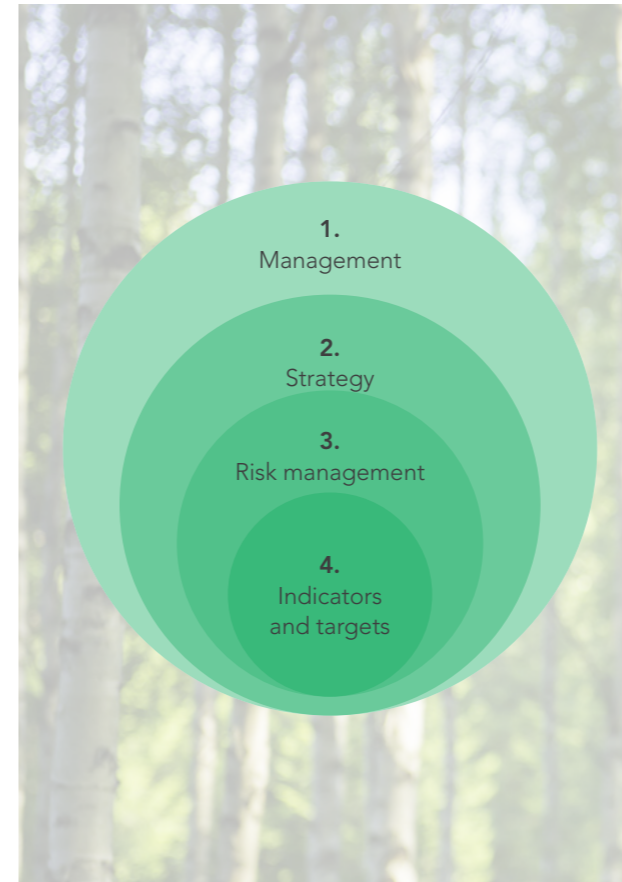 1.
Management
2.
Strategy
3.
Risk management
4.
Indicators
and targets